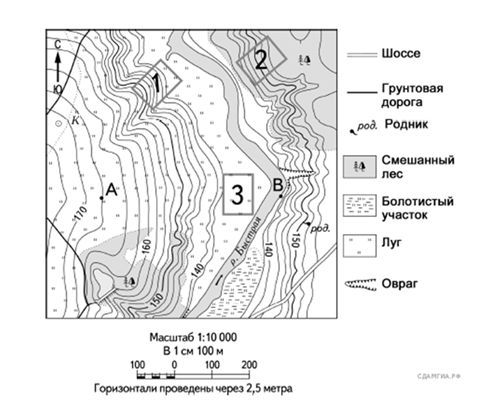 С
Ю
К
1
2
3
А
В
170
160
150
140
140
150
р. Быстрая
род.
Шоссе
Грунтовая
дорога
род. Родник
Смешанный
лес
Болотистый
участок
Луг
Овраг
Масштаб 1:10 000
В 1 см 100 м
100 0 100 200
Горизонтали проведены через 2,5 метра
СДАМГИА.РФ